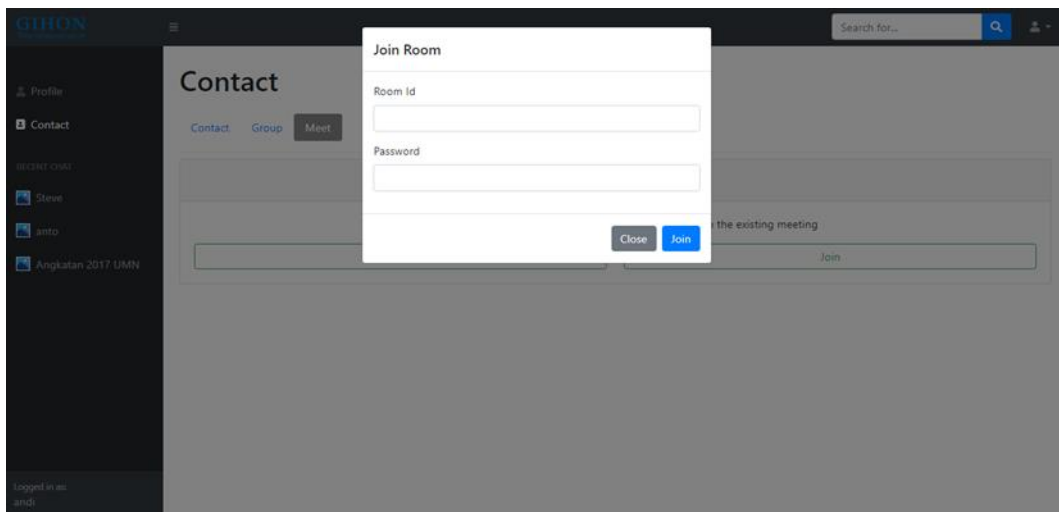 GIHON
Search for...
Join Room
Room Id
Password
Close
Join
Profile
Contact
RECENT CHAT
Steve
anto
Angkatan 2017 UMN
Contact
Contact
Group
Meet
the existing meeting
Join
Logged in as:
andi